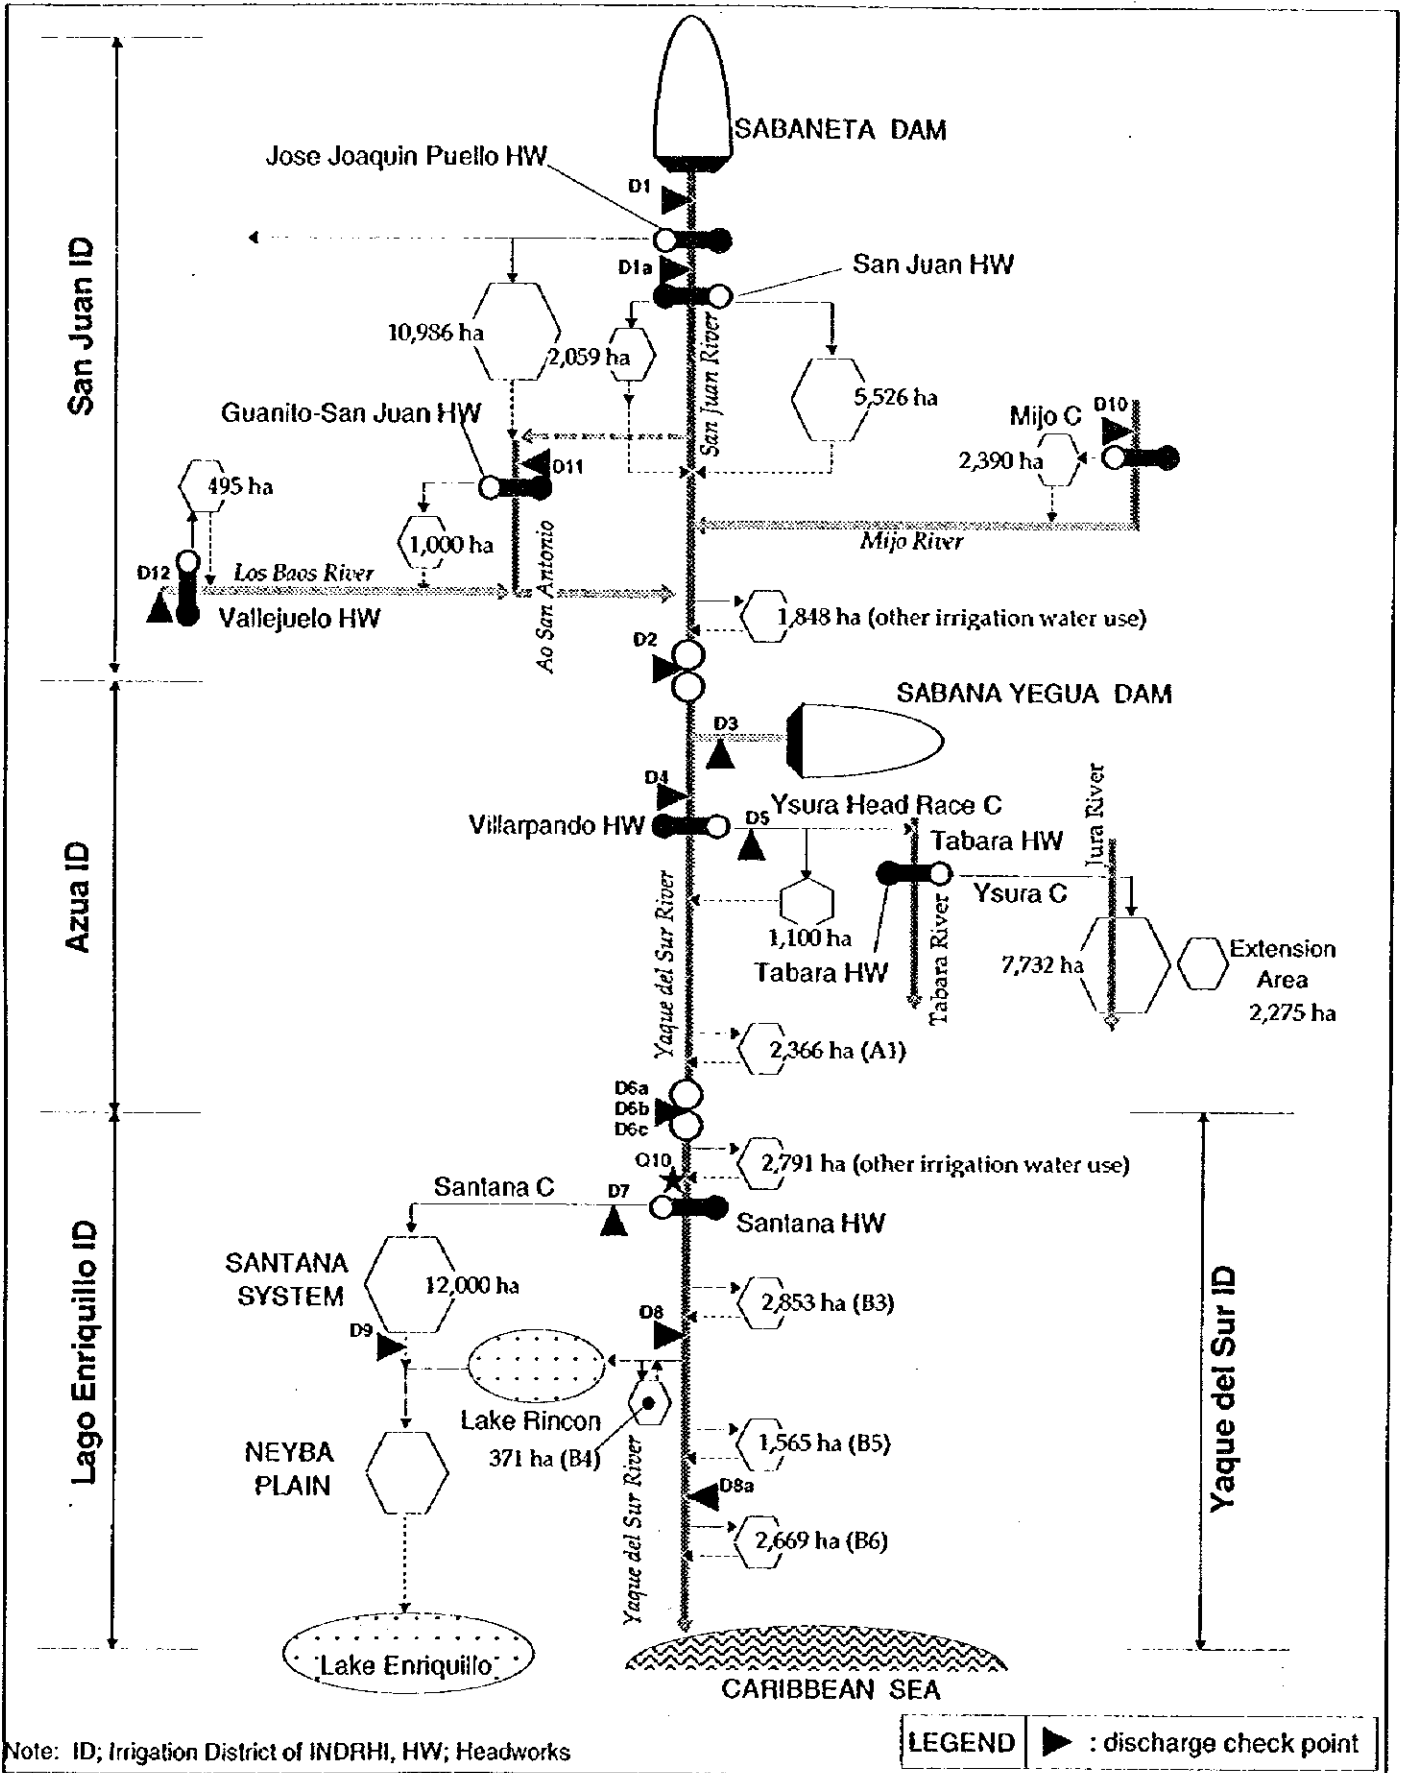 SABANETA DAM
Jose Joaquin Puello HW
D1
D1a
San Juan HW
San Juan ID
10,986 ha
2,059 ha
San Juan River
5,526 ha
Guanito-San Juan HW
Mijo C
D10
2,390 ha
D11
495 ha
1,000 ha
Mijo River
D12
Los Baos River
Vallejuelo HW
Ao San Antonio
1,848 ha (other irrigation water use)
D2
SABANA YEGUA DAM
D3
D4
Ysura Head Race C
Jura River
Villarpando HW
D5
Tabara HW
Azua ID
Ysura C
Yaque del Sur River
1,100 ha
Tabara HW
Tabara River
7,732 ha
Extension
Area
2,275 ha
2,366 ha (A1)
D6a
D6b
D6c
2,791 ha (other irrigation water use)
Q10
Santana C
D7
Santana HW
SANTANA
SYSTEM
12,000 ha
2,853 ha (B3)
D8
D9
Lago Enriquillo ID
Yaque del Sur ID
Lake Rincon
371 ha (B4)
1,565 ha (B5)
NEYBA
PLAIN
Yaque del Sur River
D8a
2,669 ha (B6)
Lake Enriquillo
CARIBBEAN SEA
Note: ID; Irrigation District of INDRHI, HW; Headworks
LEGEND : discharge check point